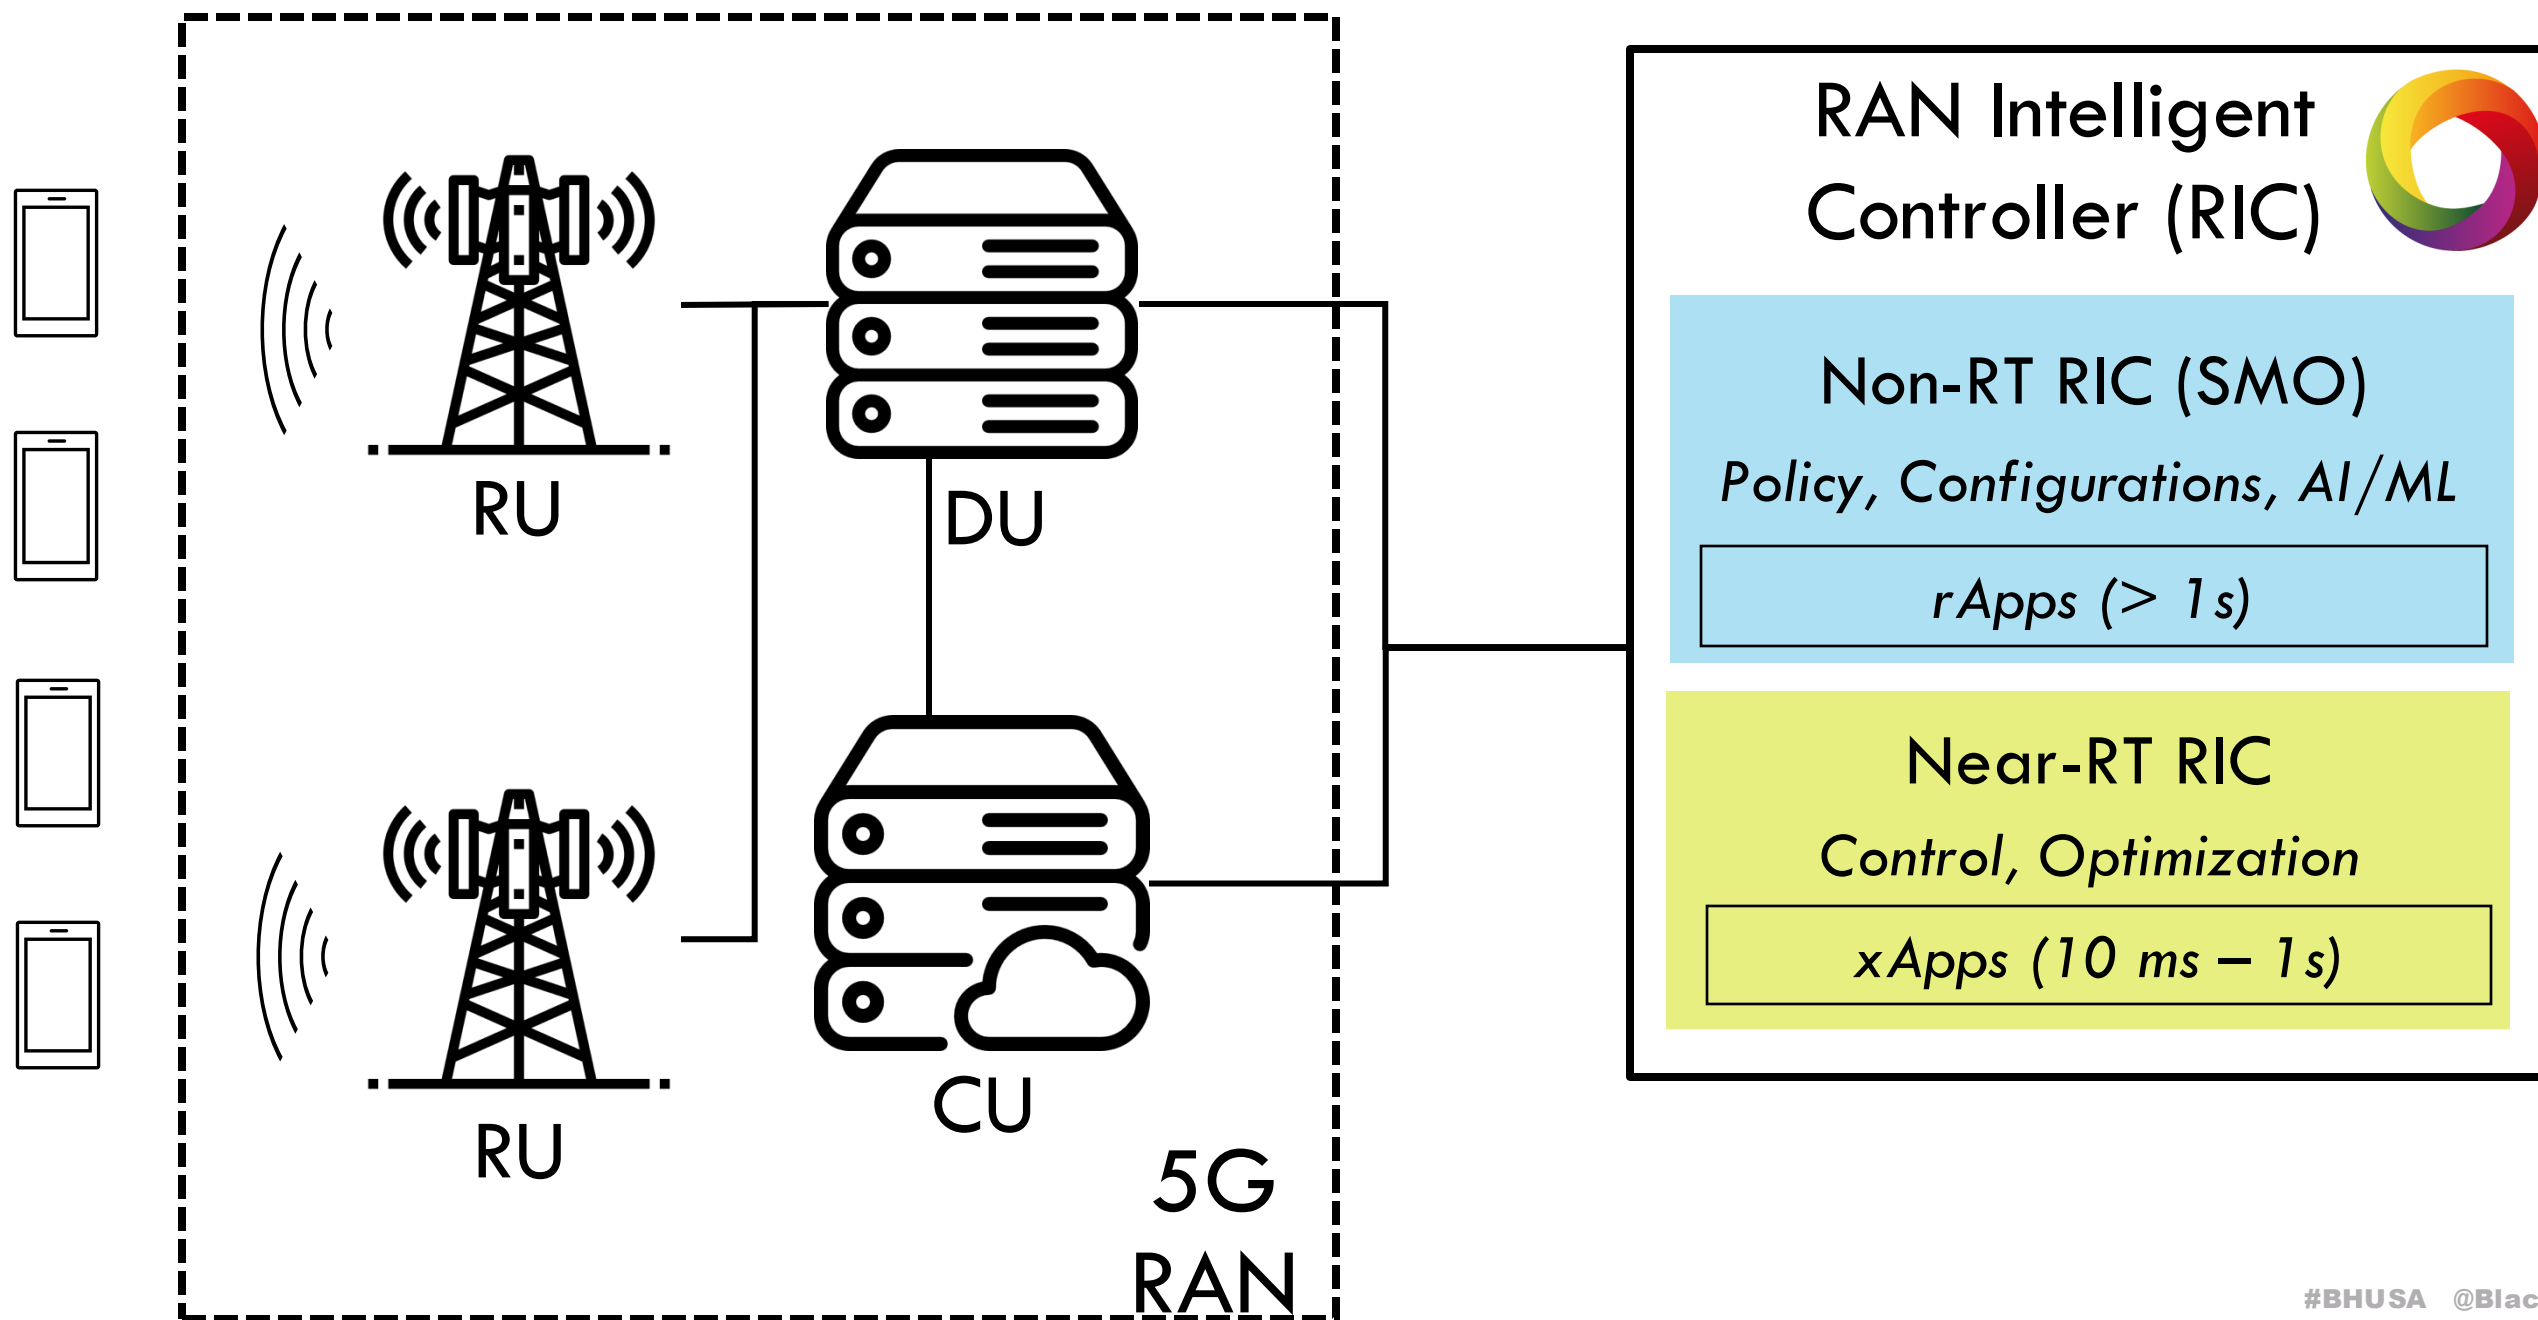 RAN Intelligent
Controller (RIC)
Non-RT RIC (SMO)
Policy, Configurations, AI/ML
rApps (> 1s)
Near-RT RIC
Control, Optimization
xApps (10 ms – 1s)
RU
DU
RU
CU
5G
RAN
#BHUSA @Blac